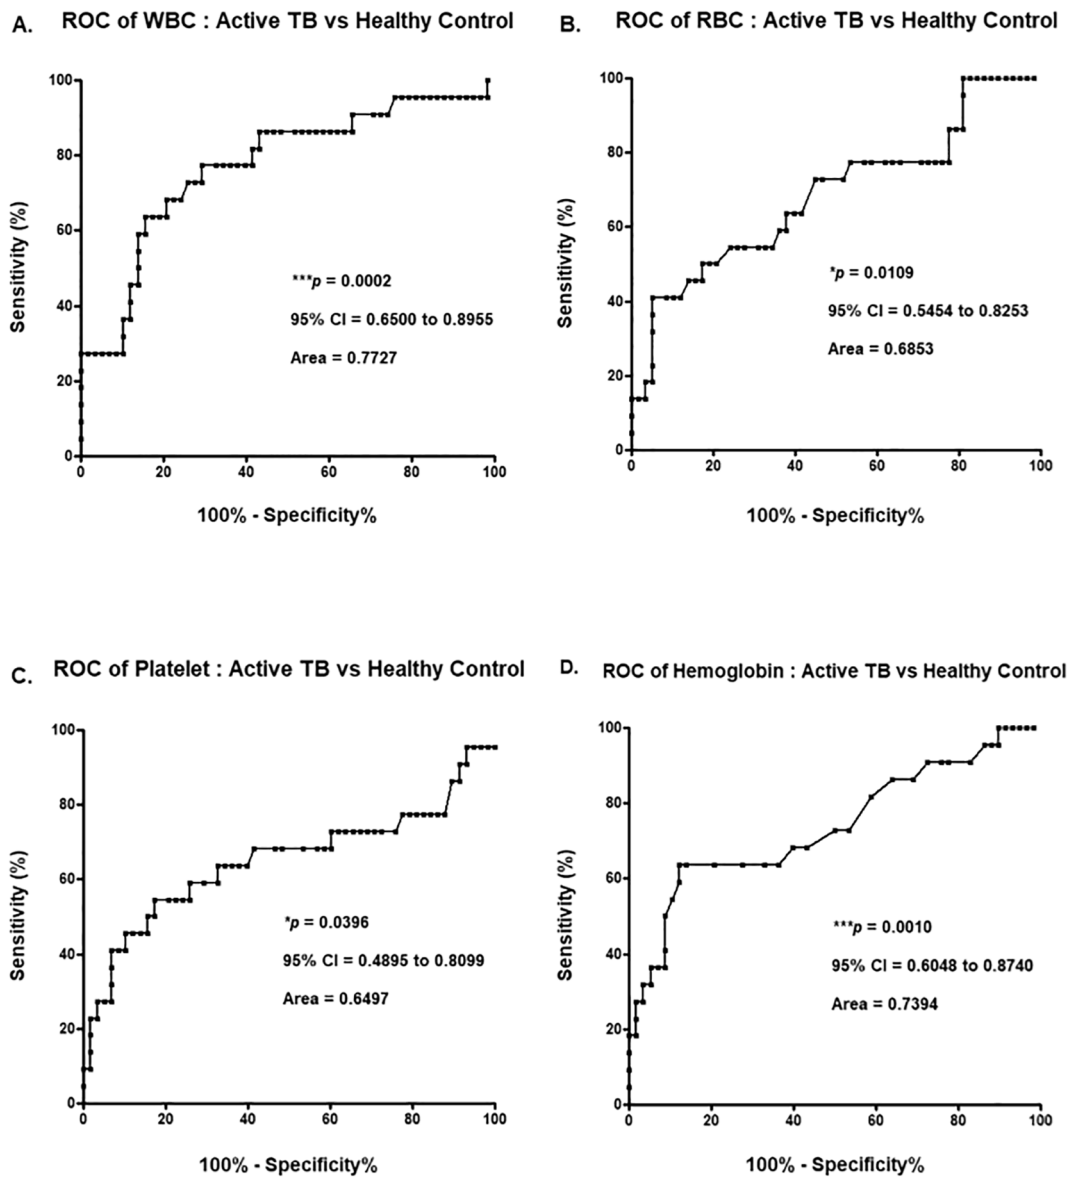 A. ROC of WBC : Active TB vs Healthy Control
100
80
60
40
20
0
0 20 40 60 80 100
Sensitivity (%)
***p = 0.0002
95% CI = 0.6500 to 0.8955
Area = 0.7727
100% - Specificity%
B. ROC of RBC : Active TB vs Healthy Control
100
80
60
40
20
0
0 20 40 60 80 100
Sensitivity (%)
*p = 0.0109
95% CI = 0.5454 to 0.8253
Area = 0.6853
100% - Specificity%
C. ROC of Platelet : Active TB vs Healthy Control
100
80
60
40
20
0
0 20 40 60 80 100
Sensitivity (%)
*p = 0.0396
95% CI = 0.4895 to 0.8099
Area = 0.6497
100% - Specificity%
D. ROC of Hemoglobin : Active TB vs Healthy Control
100
80
60
40
20
0
0 20 40 60 80 100
Sensitivity (%)
***p = 0.0010
95% CI = 0.6048 to 0.8740
Area = 0.7394
100% - Specificity%